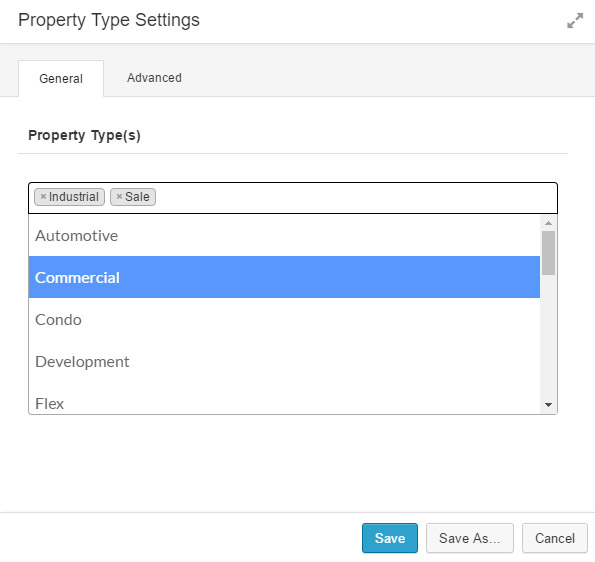 Property Type Settings
General Advanced
Property Type(s)
× Industrial × Sale
Automotive
Commercial
Condo
Development
Flex
Save Save As... Cancel